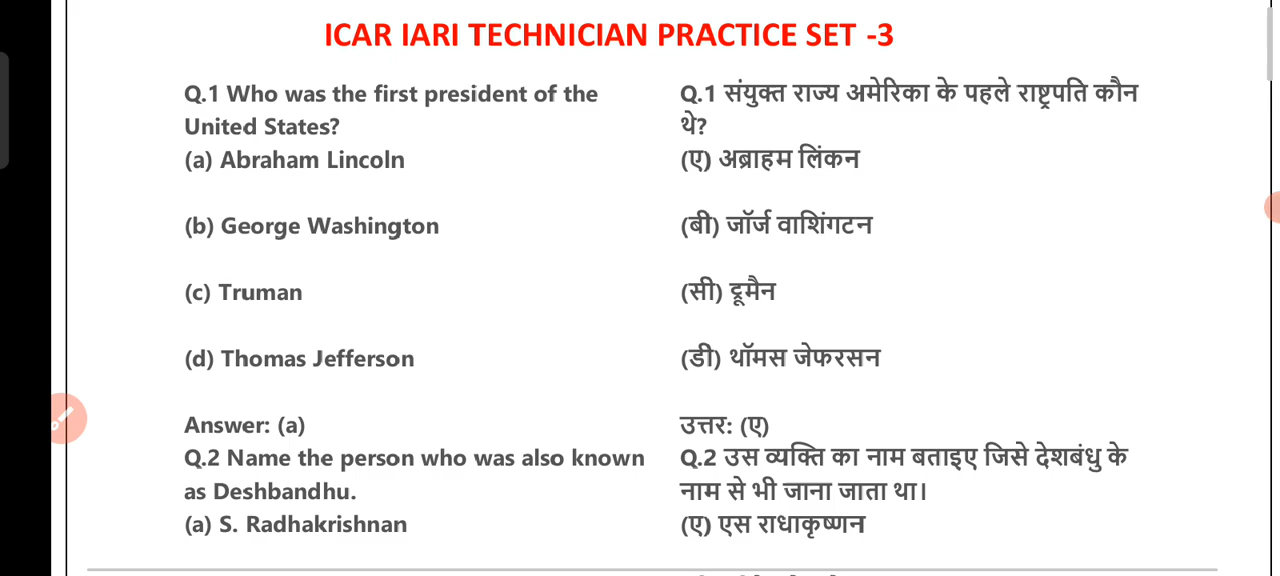 ICAR IARI TECHNICIAN PRACTICE SET -3
Q.1 Who was the first president of the
United States?
(a) Abraham Lincoln
(b) George Washington
(c) Truman
(d) Thomas Jefferson
Answer: (a)
Q.2 Name the person who was also known
as Deshbandhu.
(a) S. Radhakrishnan
Q.1 संयुक्त राज्य अमेरिका के पहले राष्ट्रपति कौन
थे?
(ए) अब्राहम लिंकन
(बी) जॉर्ज वाशिंगटन
(सी) ट्रूमैन
(डी) थॉमस जेफरसन
उत्तर: (ए)
Q.2 उस व्यक्ति का नाम बताइए जिसे देशबंधु के
नाम से भी जाना जाता था।
(ए) एस राधाकृष्णन